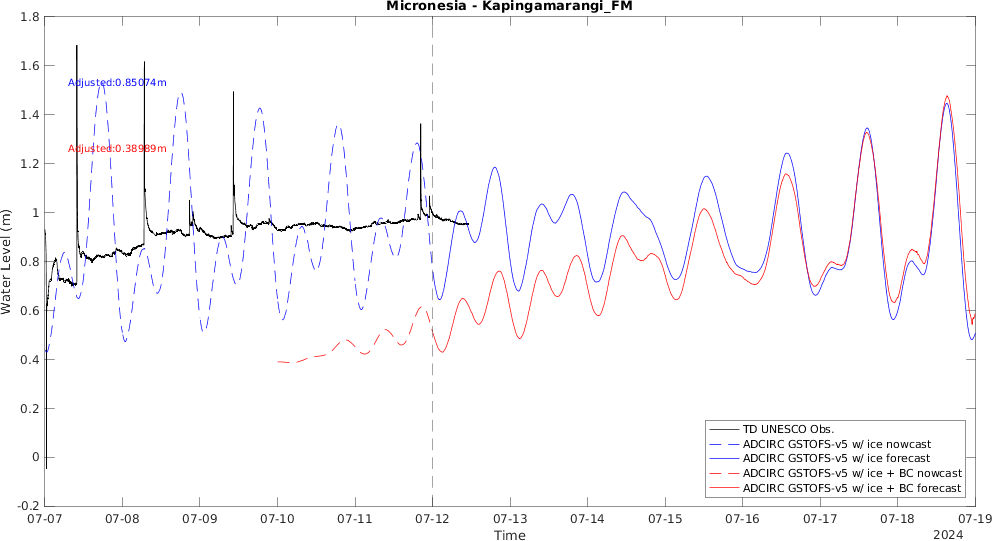 Micronesia - Kapingamarangi_FM
1.8
1.6
1.4
1.2
1
0.8
0.6
0.4
0.2
0
-0.2
Water Level (m)
Adjusted:0.85074m
Adjusted:0.38989m
TD UNESCO Obs.
ADCIRC GSTOFS-v5 w/ ice nowcast
ADCIRC GSTOFS-v5 w/ ice forecast
ADCIRC GSTOFS-v5 w/ ice + BC nowcast
ADCIRC GSTOFS-v5 w/ ice + BC forecast
07-07 07-08 07-09 07-10 07-11 07-12 07-13 07-14 07-15 07-16 07-17 07-18 07-19
Time
2024